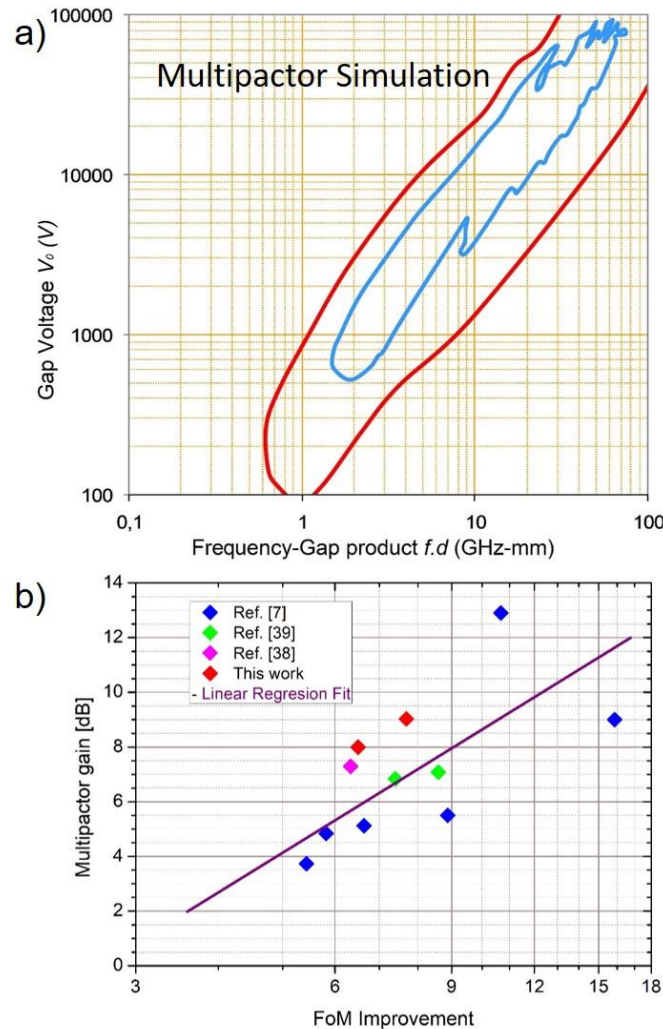 a)
Multipactor Simulation
100000
10000
1000
100
Gap Voltage V₀ (V)
0,1
1
10
100
Frequency-Gap product f.d (GHz-mm)
b)
Ref. [7]
Ref. [39]
Ref. [38]
This work
- Linear Regresion Fit
14
12
10
8
6
4
2
0
Multipactor gain [dB]
3
6
9
12
15
18
FoM Improvement